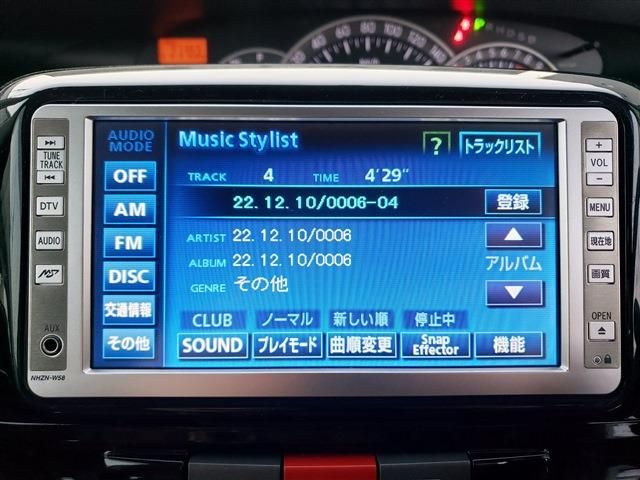 AUDIO MODE
Music Stylist
?
トラックリスト
OFF
TRACK 4 TIME 4'29"
AM
22. 12. 10/0006-04
登録
FM
ARTIST 22. 12. 10/0006
DISC
ALBUM 22. 12. 10/0006
アルバム
GENRE その他
交通情報
CLUB
ノーマル
新しい順
停止中
その他
SOUND
プレイモード
曲順変更
Snap Effector
機能
TUNE
TRACK
DTV
AUDIO
AUX
NHZN-W58
+
VOL
−
MENU
現在地
画質
OPEN